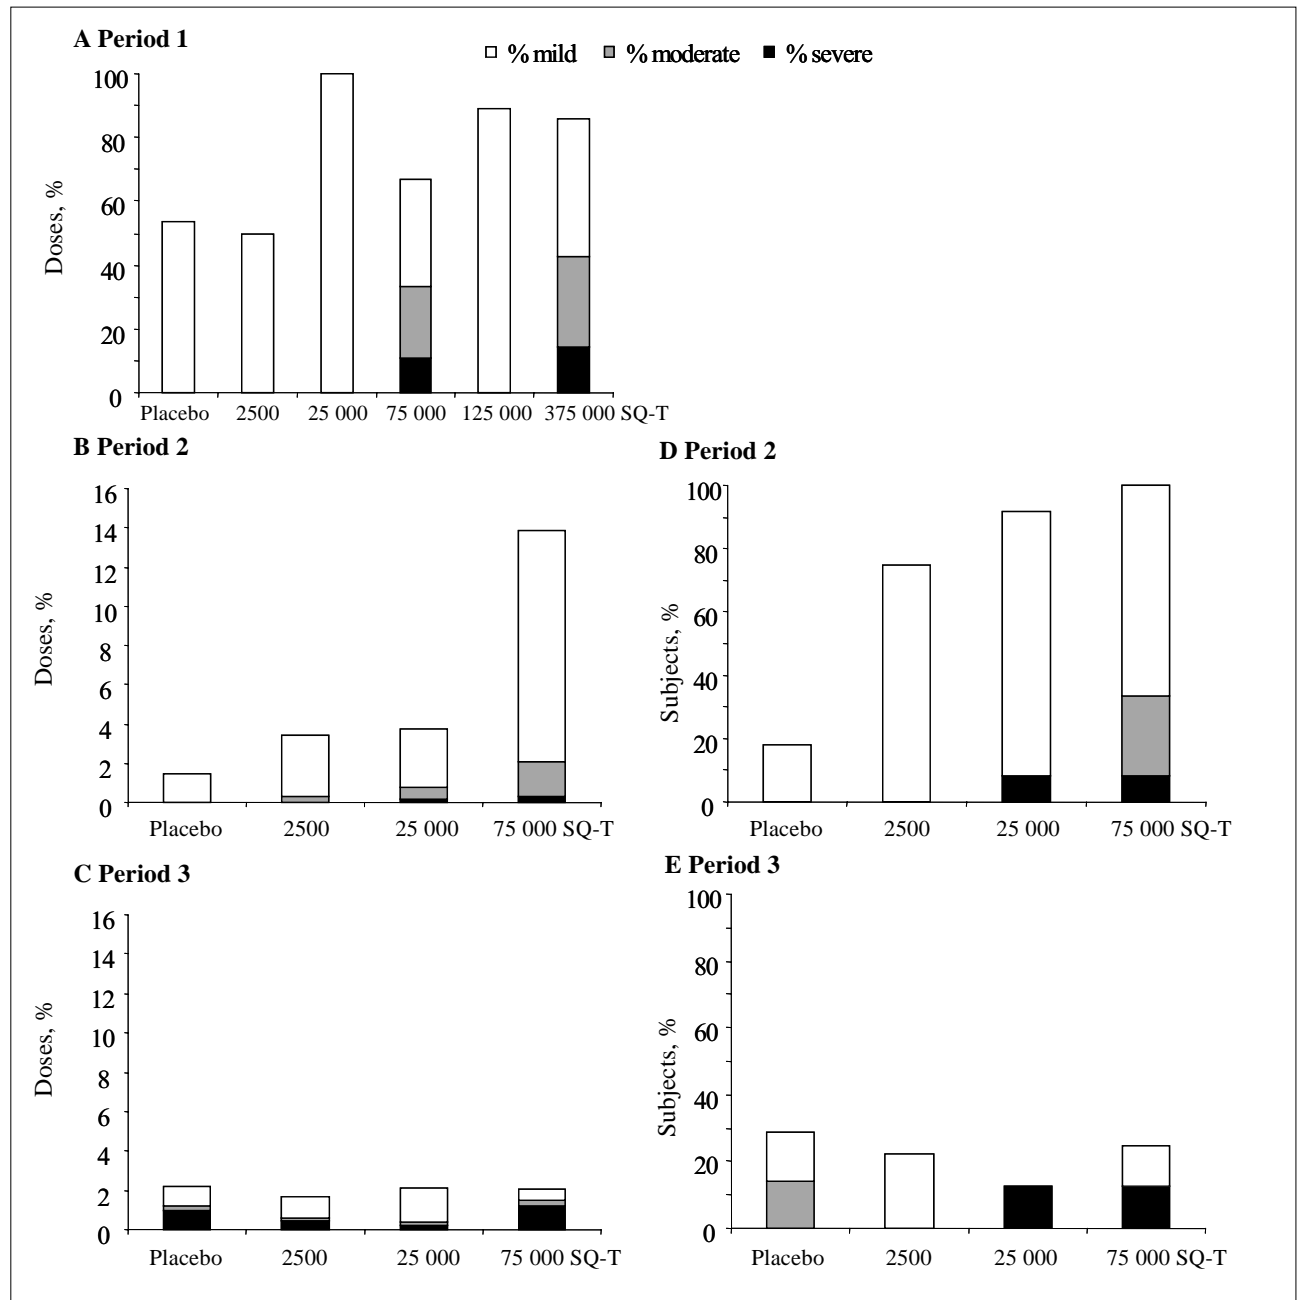 A Period 1
% mild % moderate % severe
Doses, %
100
80
60
40
20
0
Placebo 2500 25 000 75 000 125 000 375 000 SQ-T
B Period 2
Doses, %
16
14
12
10
8
6
4
2
0
Placebo 2500 25 000 75 000 SQ-T
D Period 2
Subjects, %
100
80
60
40
20
0
Placebo 2500 25 000 75 000 SQ-T
C Period 3
Doses, %
16
14
12
10
8
6
4
2
0
Placebo 2500 25 000 75 000 SQ-T
E Period 3
Subjects, %
100
80
60
40
20
0
Placebo 2500 25 000 75 000 SQ-T